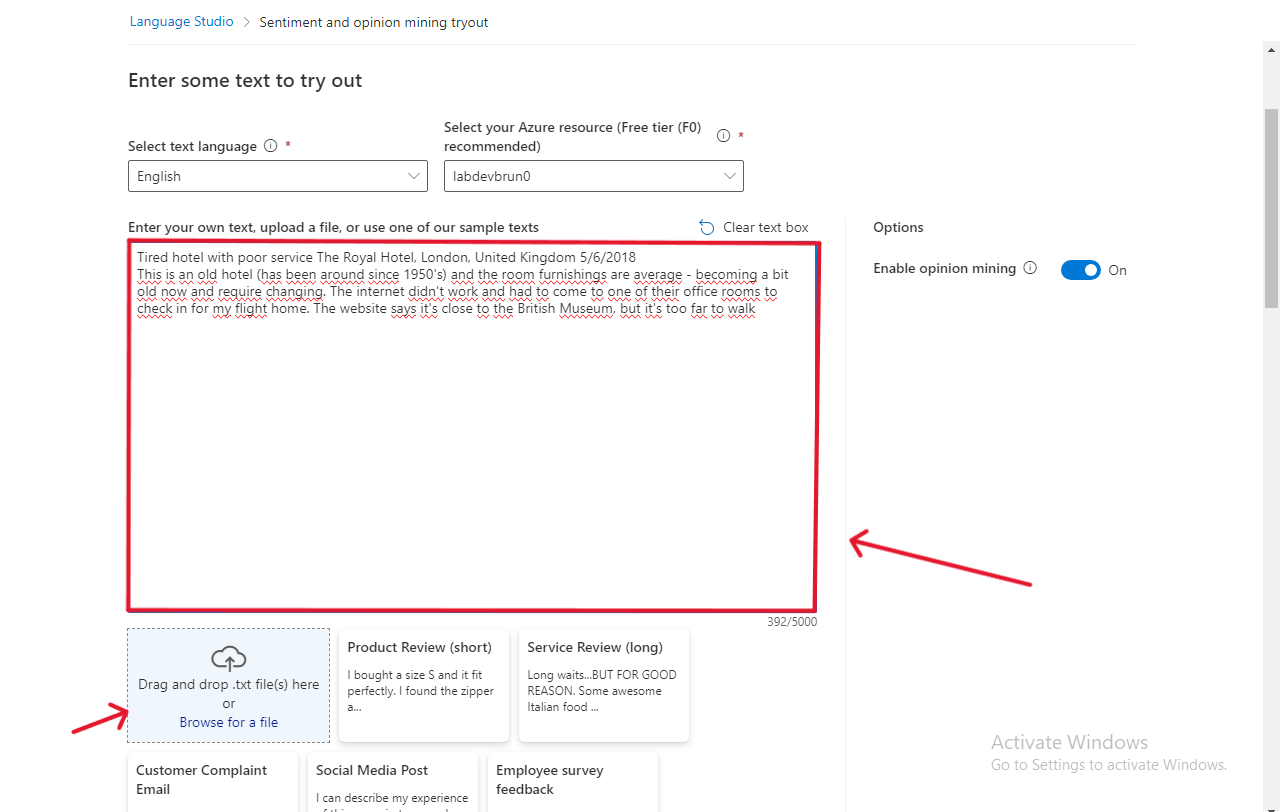 Language Studio > Sentiment and opinion mining tryout
Enter some text to try out
Select text language *
Select your Azure resource (Free tier (F0) recommended) *
English
labdevbrun0
Enter your own text, upload a file, or use one of our sample texts
Clear text box
Options
Enable opinion mining On
Tired hotel with poor service The Royal Hotel, London, United Kingdom 5/6/2018
This is an old hotel (has been around since 1950's) and the room furnishings are average - becoming a bit
old now and require changing. The internet didn't work and had to come to one of their office rooms to
check in for my flight home. The website says it's close to the British Museum, but it's too far to walk
392/5000
Drag and drop .txt file(s) here
or
Browse for a file
Product Review (short)
I bought a size S and it fit
perfectly. I found the zipper
a...
Service Review (long)
Long waits...BUT FOR GOOD
REASON. Some awesome
Italian food ...
Customer Complaint
Email
Social Media Post
I can describe my experience
Employee survey
feedback
Activate Windows
Go to Settings to activate Windows.